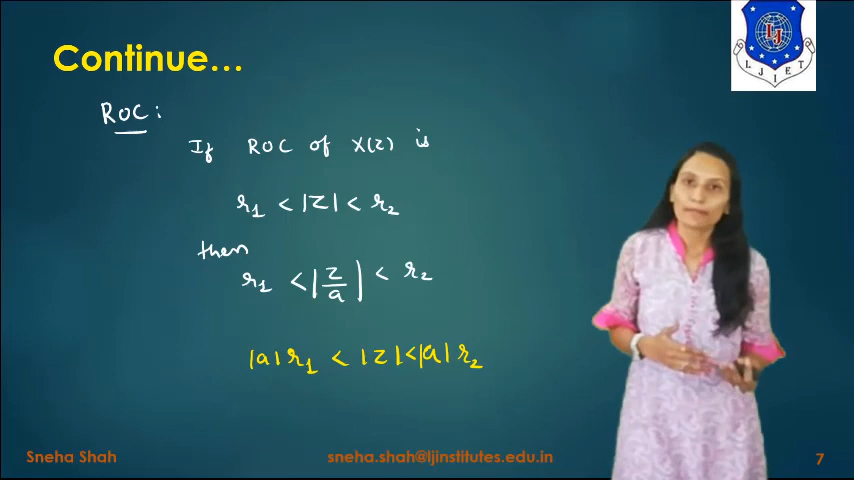 Continue...
LJIET
ROC:
If ROC of X(z) is
r₁ < |z| < r₂
then
r₁ < |z/a| < r₂
|a| r₁ < |z| < |a| r₂
Sneha Shah
sneha.shah@ljinstitutes.edu.in
7